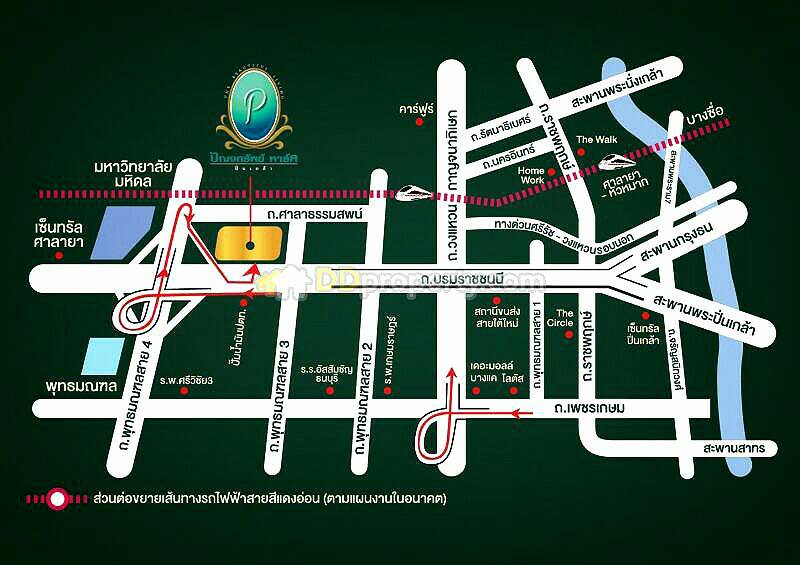 P
ปัญจทรัพย์ พาร์ค
ปิ่นเกล้า
คาร์ฟูร์
ถ.วงแหวน กาญจนาภิเษก
ถ.รัตนาธิเบศร์
สะพานพระนั่งเกล้า
ถ.นครอินทร์
ถ.ราชพฤกษ์
The Walk
Home
Work
บางซื่อ
ศาลายา
- หัวหมาก
สะพานพระราม7
มหาวิทยาลัย
มหิดล
เซ็นทรัล
ศาลายา
ถ.ศาลาธรรมสพน์
ทางด่วนศรีรัช - วงแหวนรอบนอก
สะพานกรุงธน
ถ.บรมราชชนนี
DDproperty.com
สะพานพระปิ่นเกล้า
สถานีขนส่ง
สายใต้ใหม่
The
Circle
เซ็นทรัล
ปิ่นเกล้า
ถ.จรัญสนิทวงศ์
ปั๊มน้ำมันปตท.
พุทธมณฑล
ถ.พุทธมณฑลสาย 4
ร.พ.ศรีวิชัย3
ถ.พุทธมณฑลสาย 3
ร.ร.อัสสัมชัญ
ธนบุรี
ถ.พุทธมณฑลสาย 2
ร.พ.เกษมราษฎร์
เดอะมอลล์
บางแค
โลตัส
ถ.พุทธมณฑลสาย 1
ถ.ราชพฤกษ์
ถ.เพชรเกษม
สะพานสาทร
ส่วนต่อขยายเส้นทางรถไฟฟ้าสายสีแดงอ่อน (ตามแผนงานในอนาคต)